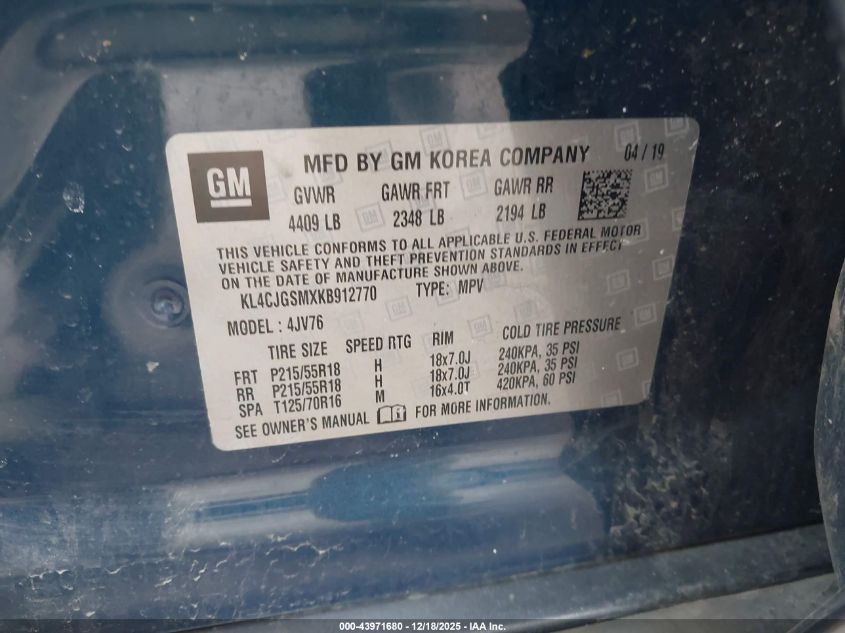 GM
MFD BY GM KOREA COMPANY 04 / 19
GVWR GAWR FRT GAWR RR
4409 LB 2348 LB 2194 LB
THIS VEHICLE CONFORMS TO ALL APPLICABLE U.S. FEDERAL MOTOR
VEHICLE SAFETY AND THEFT PREVENTION STANDARDS IN EFFECT
ON THE DATE OF MANUFACTURE SHOWN ABOVE.
KL4CJGSMXKB912770 TYPE: MPV
MODEL : 4JV76
TIRE SIZE SPEED RTG RIM COLD TIRE PRESSURE
FRT P215/55R18 H 18x7.0J 240KPA, 35 PSI
RR P215/55R18 H 18x7.0J 240KPA, 35 PSI
SPA T125/70R16 M 16x4.0T 420KPA, 60 PSI
SEE OWNER'S MANUAL FOR MORE INFORMATION.
000-43971680 - 12/18/2025 - IAA Inc.